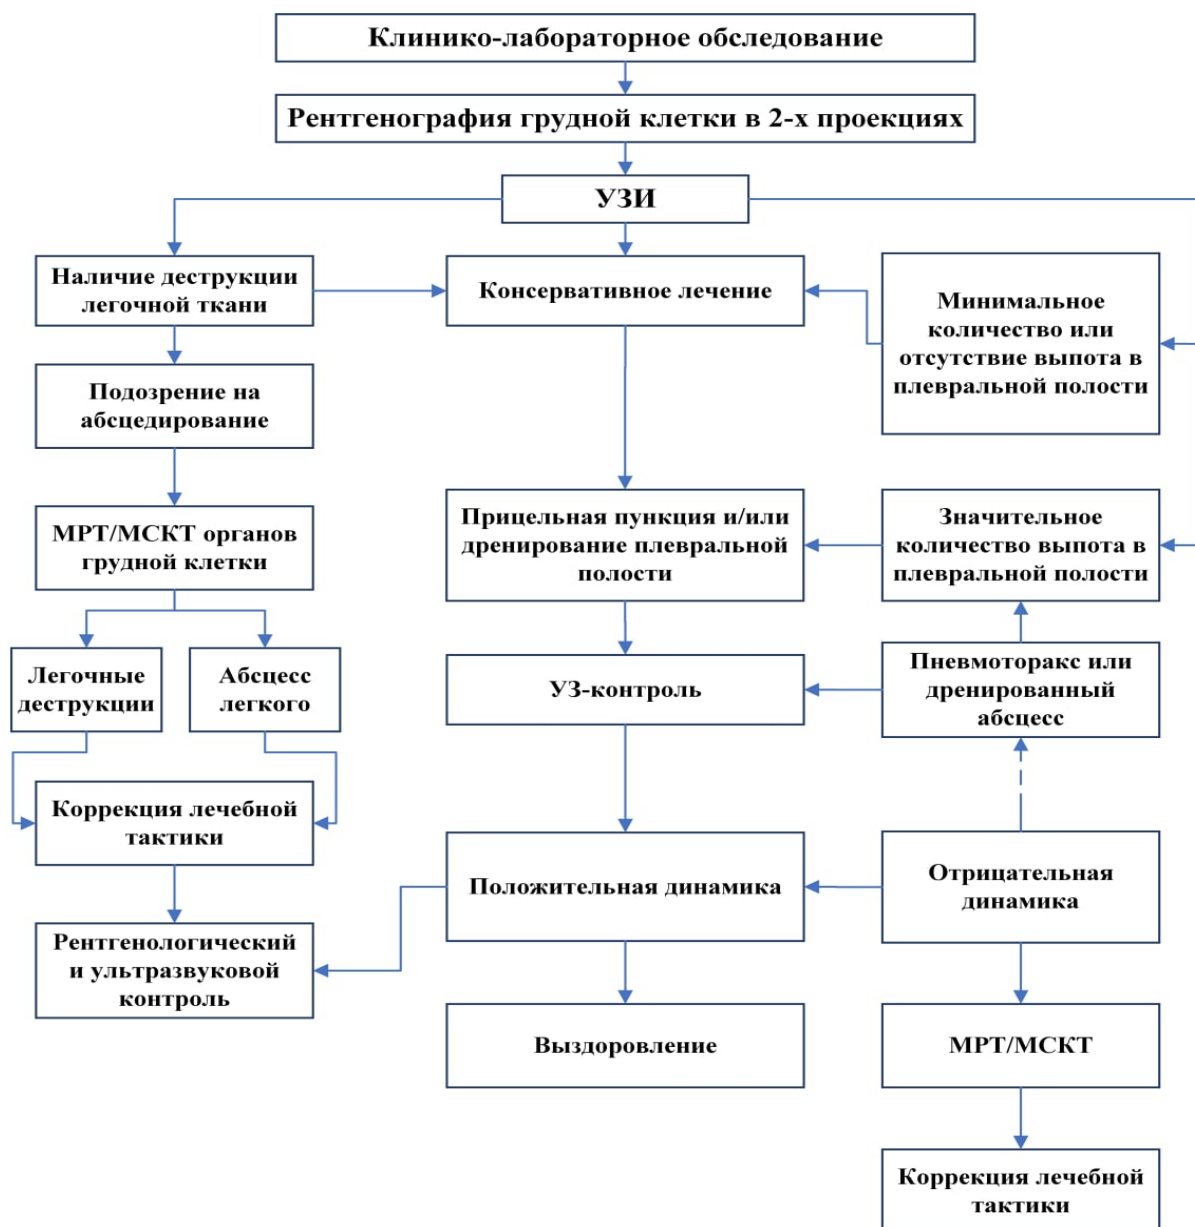 Клинико-лабораторное обследование
Рентгенография грудной клетки в 2-х проекциях
УЗИ
Наличие деструкции
легочной ткани
Консервативное лечение
Минимальное
количество или
отсутствие выпота в
плевральной полости
Подозрение на
абсцедирование
МРТ/МСКТ органов
грудной клетки
Прицельная пункция и/или
дренирование плевральной
полости
Значительное
количество выпота в
плевральной полости
Легочные
деструкции
Абсцесс
легкого
УЗ-контроль
Пневмоторакс или
дренированный
абсцесс
Коррекция лечебной
тактики
Положительная динамика
Отрицательная
динамика
Рентгенологический
и ультразвуковой
контроль
Выздоровление
МРТ/МСКТ
Коррекция лечебной
тактики